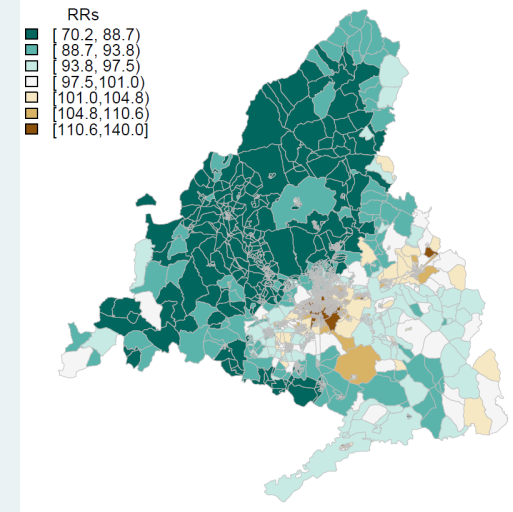 RRs
[ 70.2, 88.7)
[ 88.7, 93.8)
[ 93.8, 97.5)
[ 97.5,101.0)
[101.0,104.8)
[104.8,110.6)
[110.6,140.0]